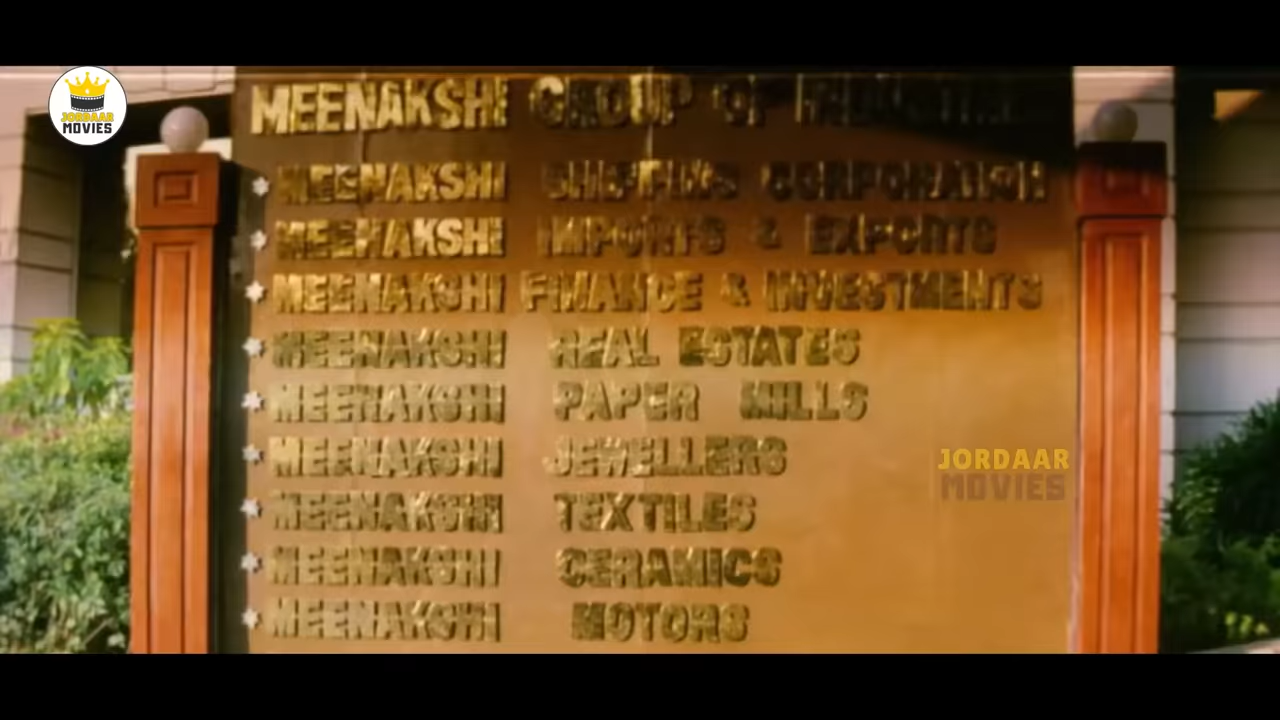 MEENAKSHI GROUP OF INDUSTRIES
MEENAKSHI SHIPPING CORPORATION
MEENAKSHI IMPORTS & EXPORTS
MEENAKSHI FINANCE & INVESTMENTS
MEENAKSHI REAL ESTATES
MEENAKSHI PAPER MILLS
MEENAKSHI JEWELLERS
MEENAKSHI TEXTILES
MEENAKSHI CERAMICS
MEENAKSHI MOTORS
JORDAAR
MOVIES
JORDAAR
MOVIES